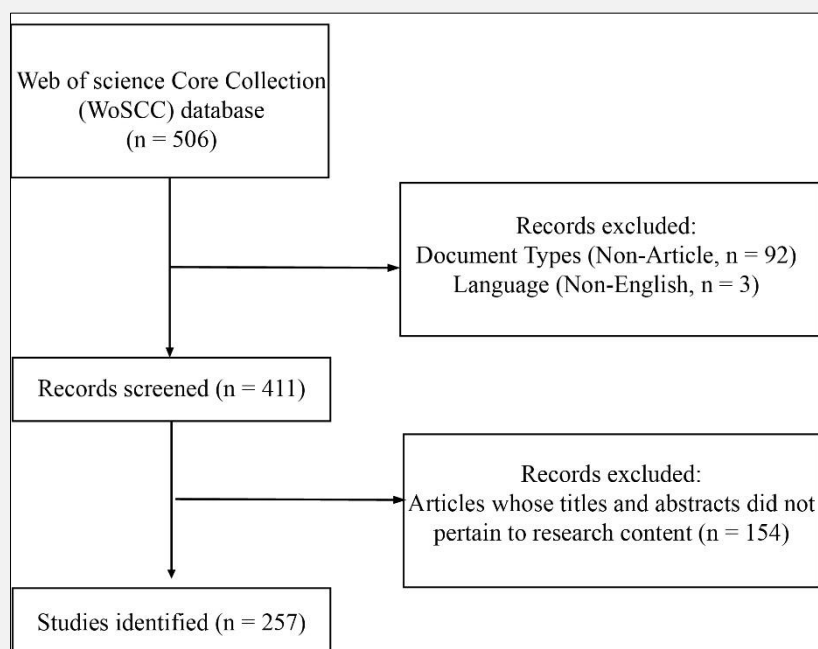 Web of science Core Collection
(WoSCC) database
(n = 506)
Records excluded:
Document Types (Non-Article, n = 92)
Language (Non-English, n = 3)
Records screened (n = 411)
Records excluded:
Articles whose titles and abstracts did not
pertain to research content (n = 154)
Studies identified (n = 257)